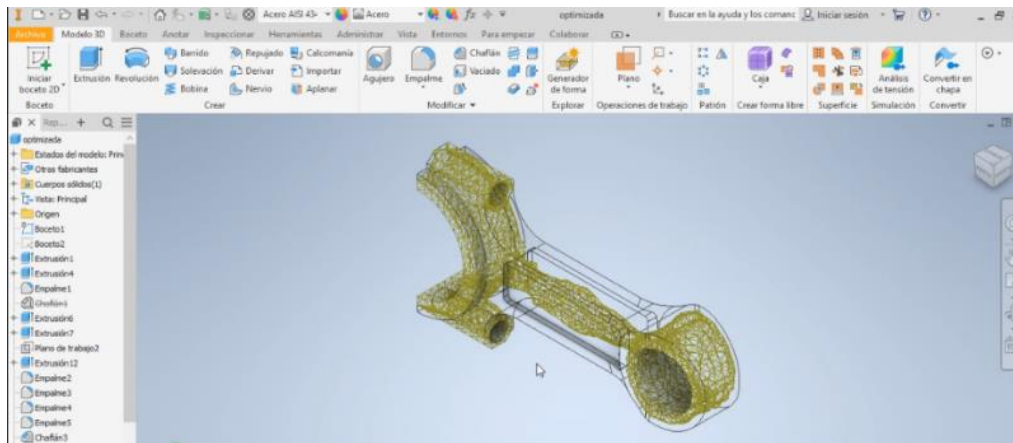 Acero AISI 43- Acero fx optimizada Buscar en la ayuda y los comanc Iniciar sesión
Archivo Modelo 3D Boceto Anotar Inspeccionar Herramientas Administrar Vista Entornos Para empezar Colaborar
Iniciar boceto 2D
Extrusión Revolución
Barrido Repujado Calcomanía
Solevación Derivar Importar
Bobina Nervio Aplanar
Agujero Empalme
Chaflán
Vaciado
Generador de forma
Plano
Caja
Análisis de tensión
Convertir en chapa
Boceto Crear Modificar Explorar Operaciones de trabajo Patrón Crear forma libre Superficie Simulación Convertir
Rep...
optimizada
Estados del modelo: Prin
Otros fabricantes
Cuerpos sólidos(1)
Vista: Principal
Origen
Boceto1
Boceto2
Extrusión1
Extrusión4
Empalme1
Chaflán1
Extrusión6
Extrusión7
Plano de trabajo2
Extrusión12
Empalme2
Empalme3
Empalme4
Empalme5
Chaflán3